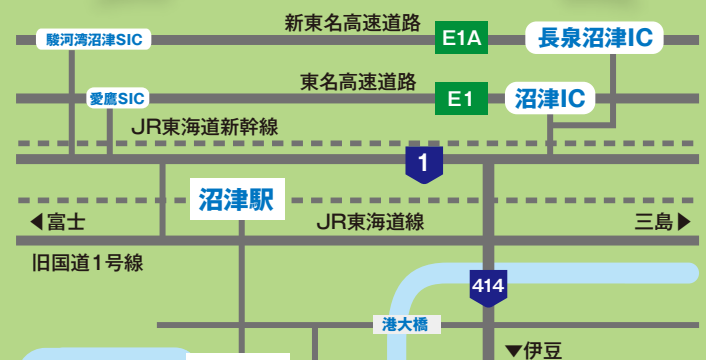 新東名高速道路
E1A
長泉沼津IC
駿河湾沼津SIC
東名高速道路
E1
沼津IC
愛鷹SIC
JR東海道新幹線
1
沼津駅
◀富士
JR東海道線
三島▶
旧国道1号線
414
港大橋
▼伊豆